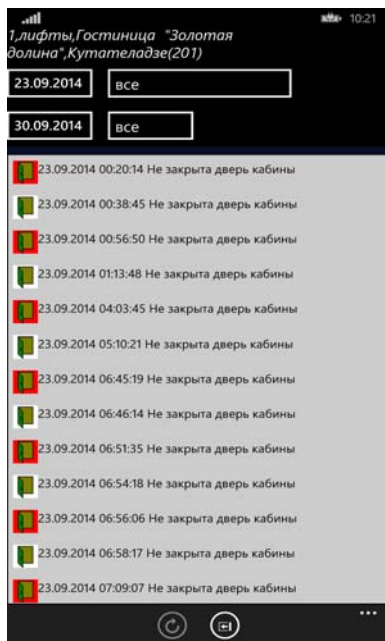 10:21
1,лифты,Гостиница "Золотая
долина",Кутателадзе(201)
23.09.2014 все
30.09.2014 все
23.09.2014 00:20:14 Не закрыта дверь кабины
23.09.2014 00:38:45 Не закрыта дверь кабины
23.09.2014 00:56:50 Не закрыта дверь кабины
23.09.2014 01:13:48 Не закрыта дверь кабины
23.09.2014 04:03:45 Не закрыта дверь кабины
23.09.2014 05:10:21 Не закрыта дверь кабины
23.09.2014 06:45:19 Не закрыта дверь кабины
23.09.2014 06:46:14 Не закрыта дверь кабины
23.09.2014 06:51:35 Не закрыта дверь кабины
23.09.2014 06:54:18 Не закрыта дверь кабины
23.09.2014 06:56:06 Не закрыта дверь кабины
23.09.2014 06:58:17 Не закрыта дверь кабины
23.09.2014 07:09:07 Не закрыта дверь кабины